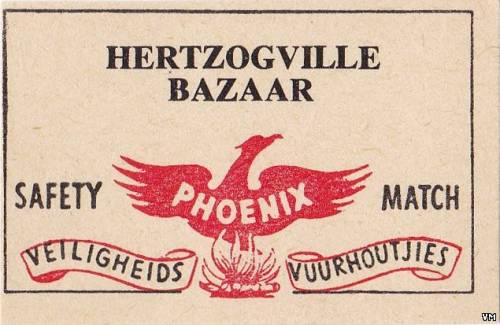 HERTZOGVILLE
BAZAAR
SAFETY PHOENIX MATCH
VEILIGHEIDS VUURHOUTJIES
VM